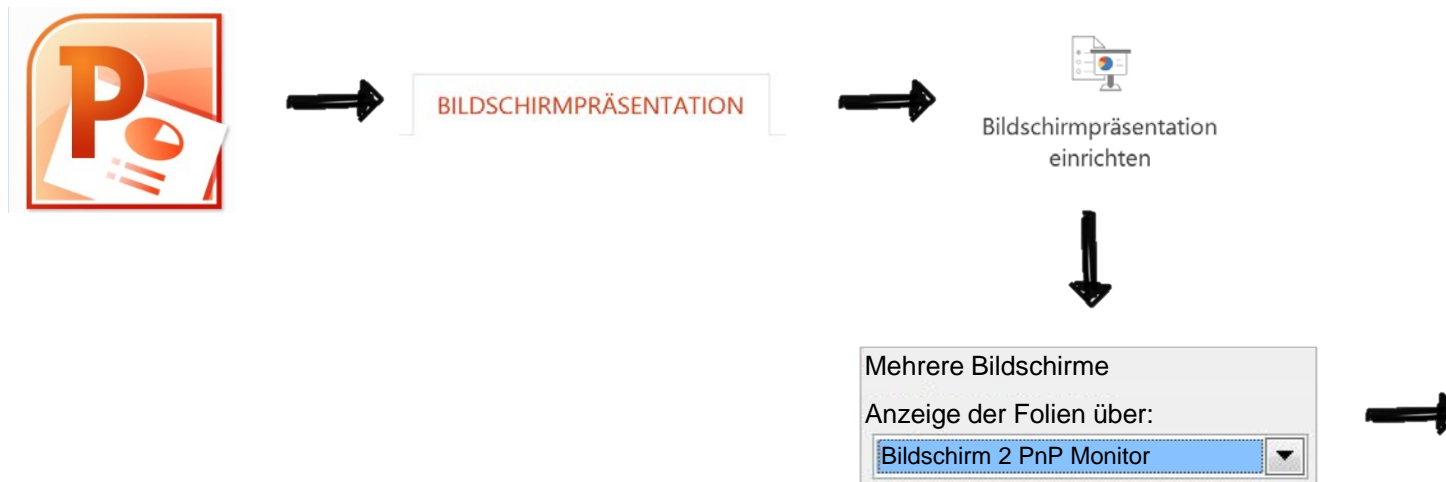 P
BILDSCHIRMPRÄSENTATION
Bildschirmpräsentation
einrichten
Mehrere Bildschirme
Anzeige der Folien über:
Bildschirm 2 PnP Monitor